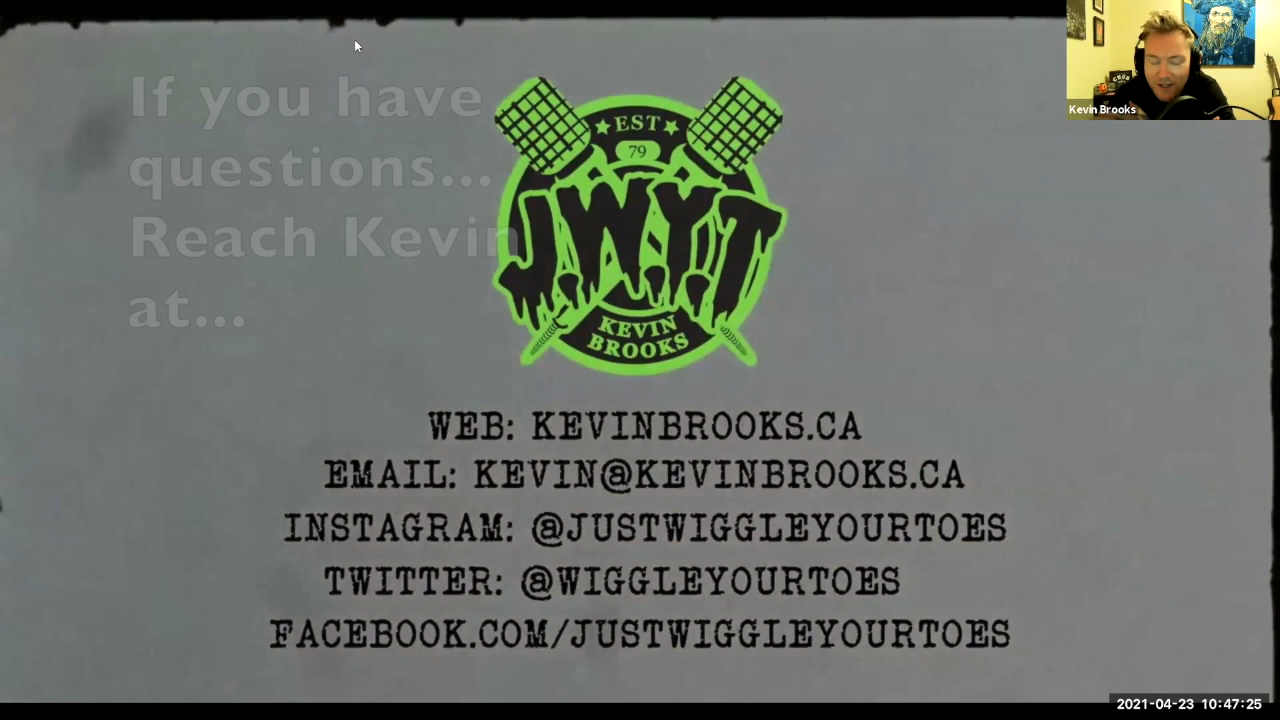 If you have
questions...
Reach Kevin
at...
EST
79
J.W.Y.T
KEVIN
BROOKS
WEB: KEVINBROOKS.CA
EMAIL: KEVIN@KEVINBROOKS.CA
INSTAGRAM: @JUSTWIGGLEYOURTOES
TWITTER: @WIGGLEYOURTOES
FACEBOOK.COM/JUSTWIGGLEYOURTOES
Kevin Brooks
2021-04-23 10:47:25